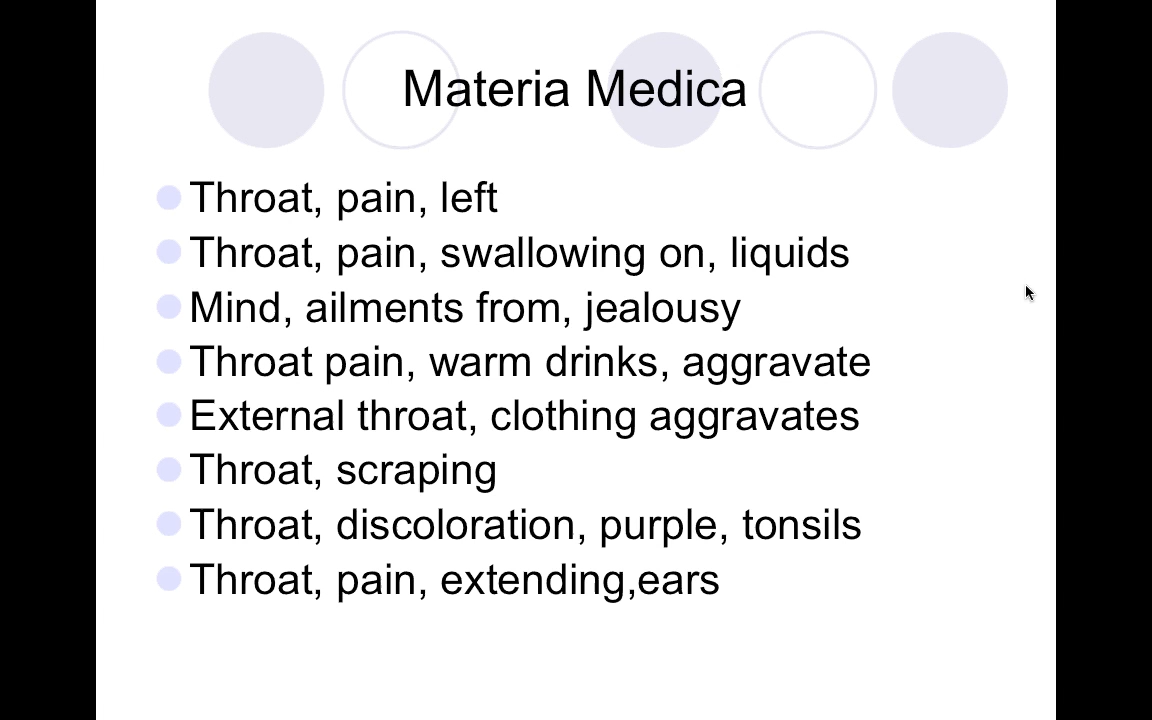 Materia Medica
Throat, pain, left
Throat, pain, swallowing on, liquids
Mind, ailments from, jealousy
Throat pain, warm drinks, aggravate
External throat, clothing aggravates
Throat, scraping
Throat, discoloration, purple, tonsils
Throat, pain, extending,ears